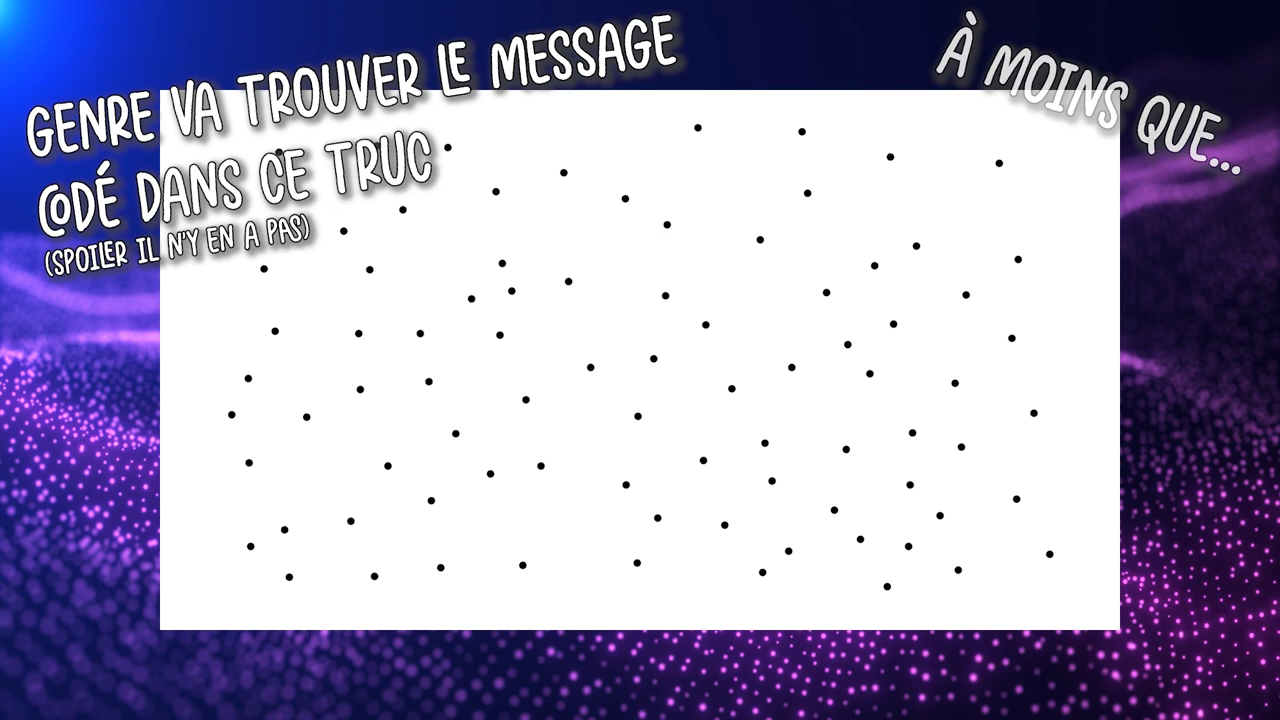 GENRE VA TROUVER LE MESSAGE
CODÉ DANS CE TRUC
(SPOILER IL N'Y EN A PAS)
À MOINS QUE...